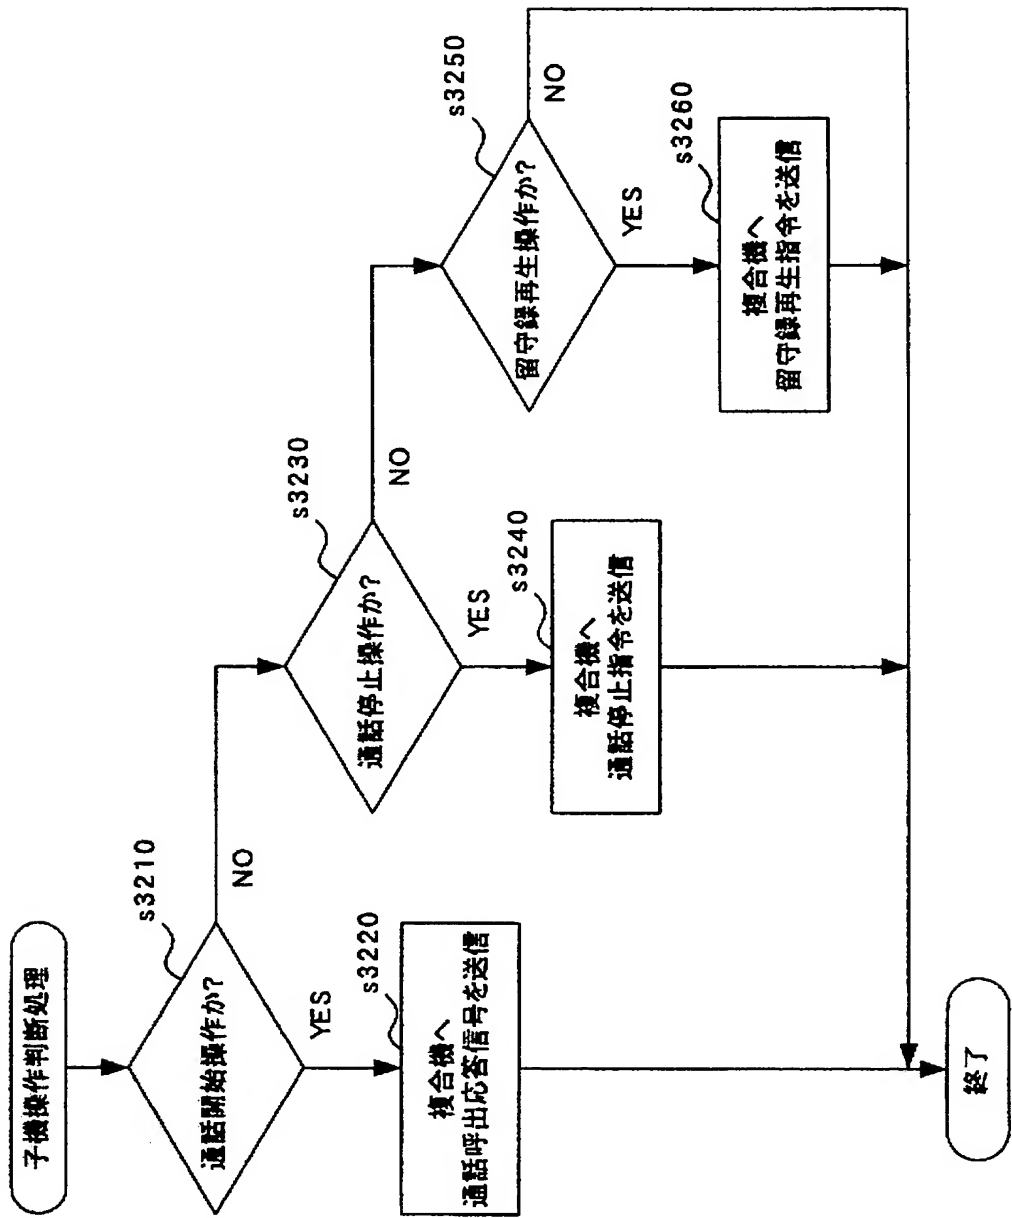 子機操作判断処理
s3210
通話開始操作か?
NO
YES
s3220
複合機へ
通話呼出応答信号を送信
s3230
通話停止操作か?
NO
YES
s3240
複合機へ
通話停止指令を送信
s3250
留守録再生操作か?
NO
YES
s3260
複合機へ
留守録再生指令を送信
終了